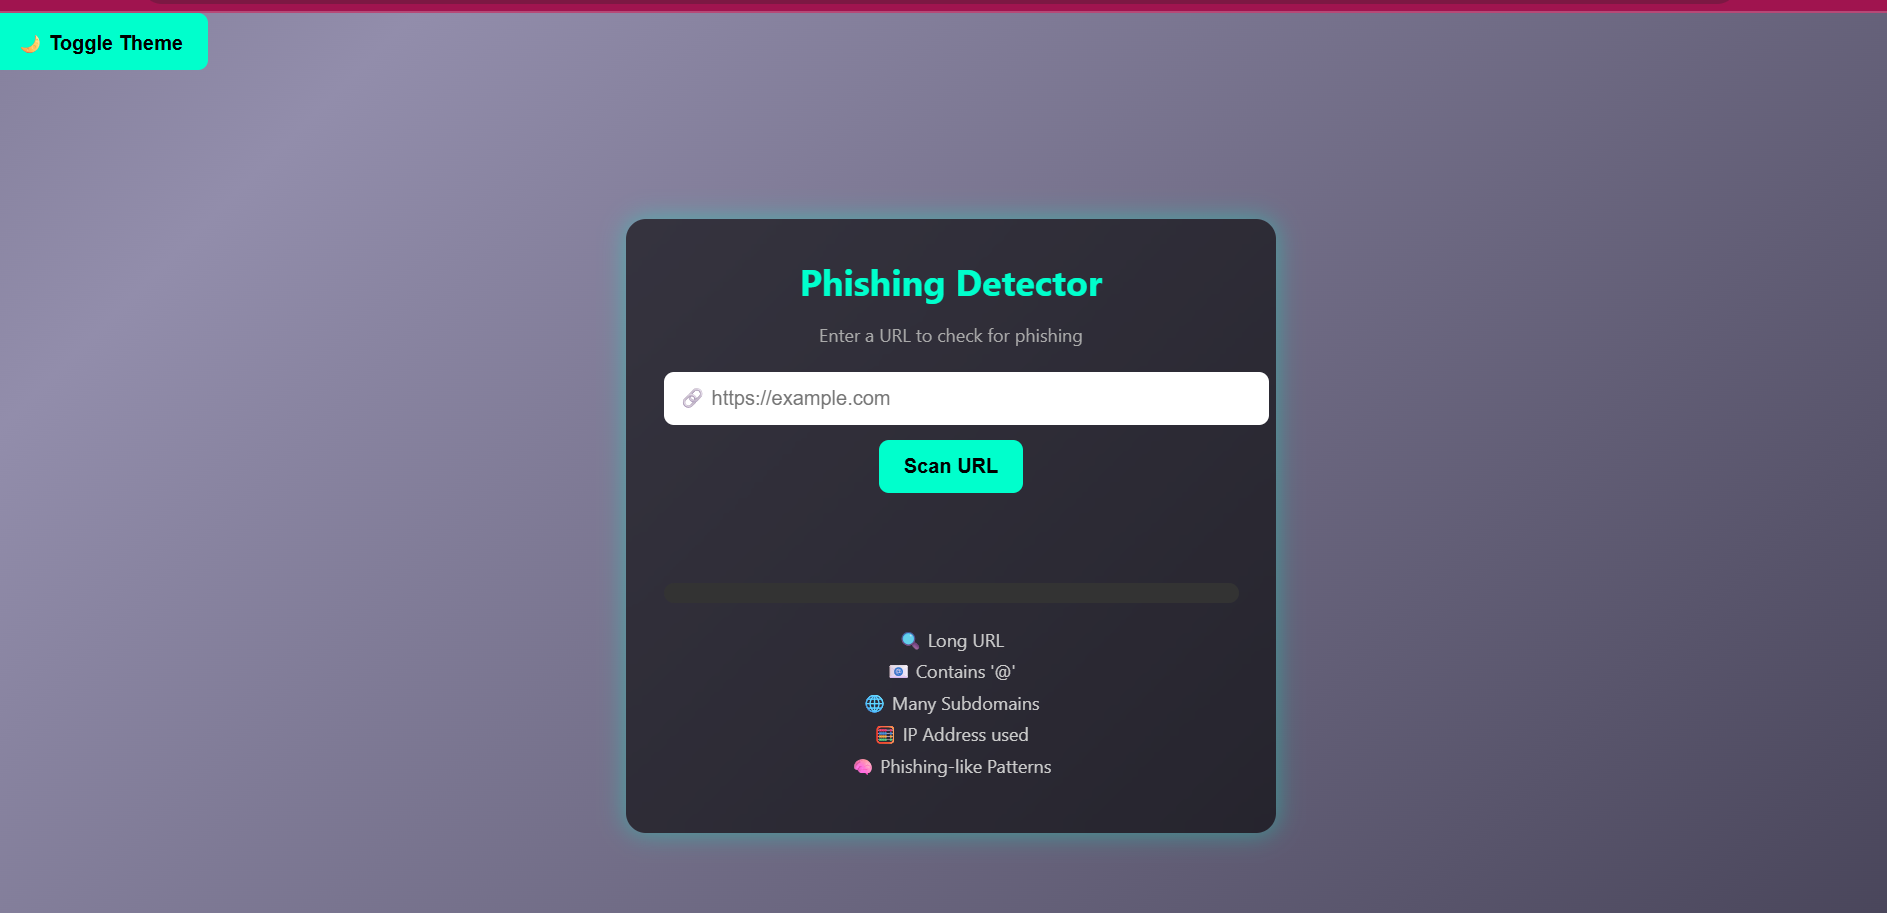 🌙 Toggle Theme
Phishing Detector
Enter a URL to check for phishing
🔗 https://example.com
Scan URL
🔍 Long URL
📧 Contains '@'
🌐 Many Subdomains
🧮 IP Address used
🧠 Phishing-like Patterns